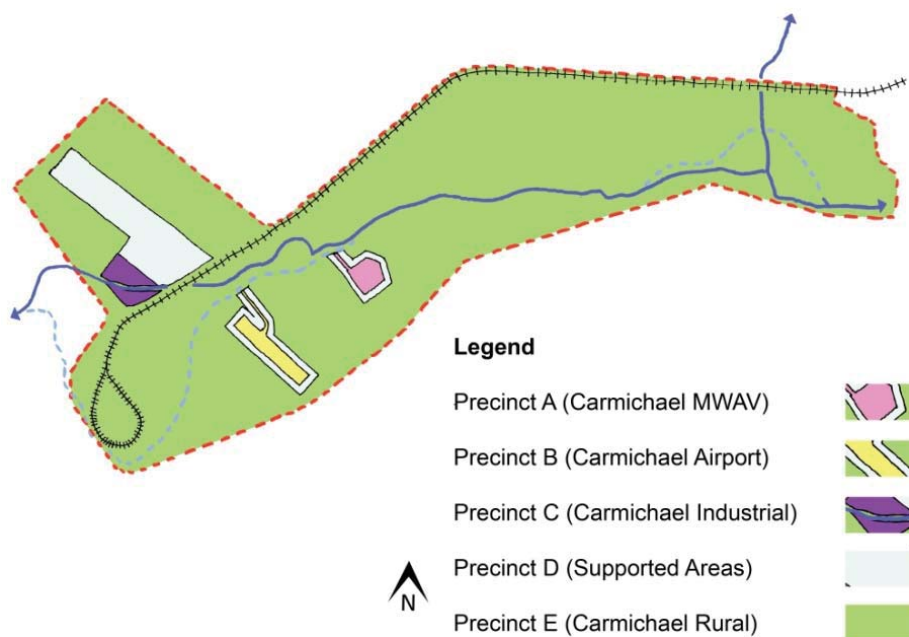 Legend
Precinct A (Carmichael MWAV)
Precinct B (Carmichael Airport)
Precinct C (Carmichael Industrial)
Precinct D (Supported Areas)
N
Precinct E (Carmichael Rural)